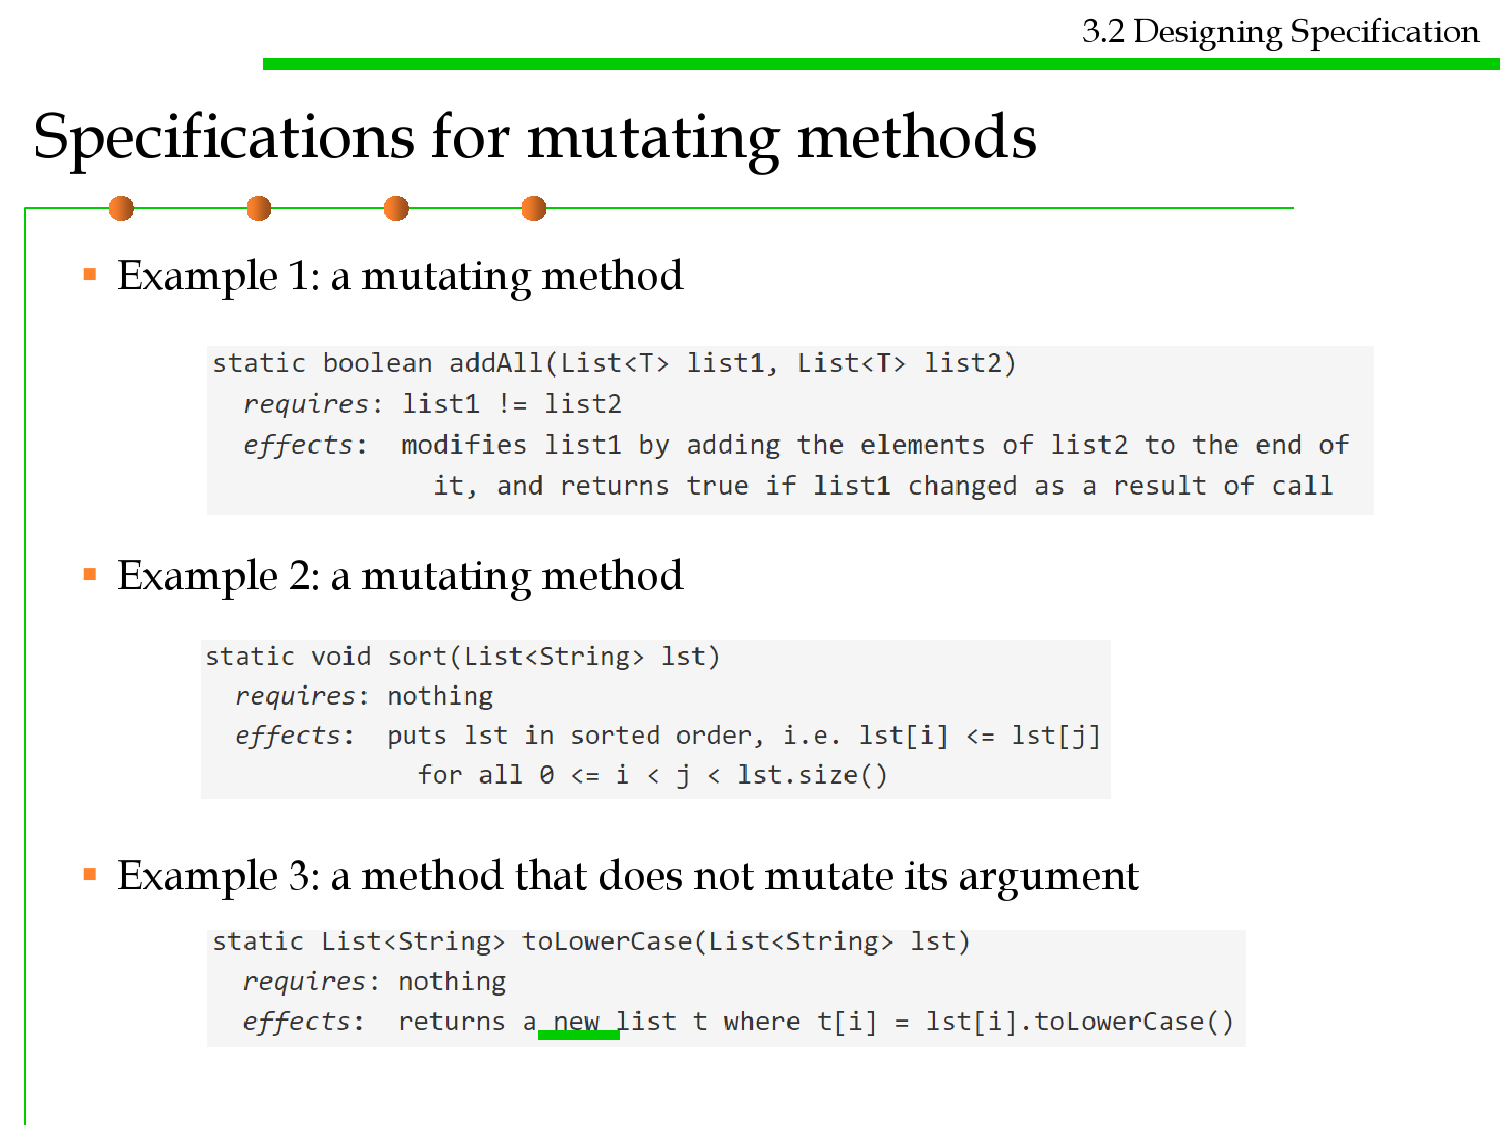 3.2 Designing Specification
Specifications for mutating methods
Example 1: a mutating method
static boolean addAll(List<T> list1, List<T> list2)
requires: list1 != list2
effects: modifies list1 by adding the elements of list2 to the end of
it, and returns true if list1 changed as a result of call
Example 2: a mutating method
static void sort(List<String> lst)
requires: nothing
effects: puts lst in sorted order, i.e. lst[i] <= lst[j]
for all 0 <= i < j < lst.size()
Example 3: a method that does not mutate its argument
static List<String> toLowerCase(List<String> lst)
requires: nothing
effects: returns a new list t where t[i] = lst[i].toLowerCase()